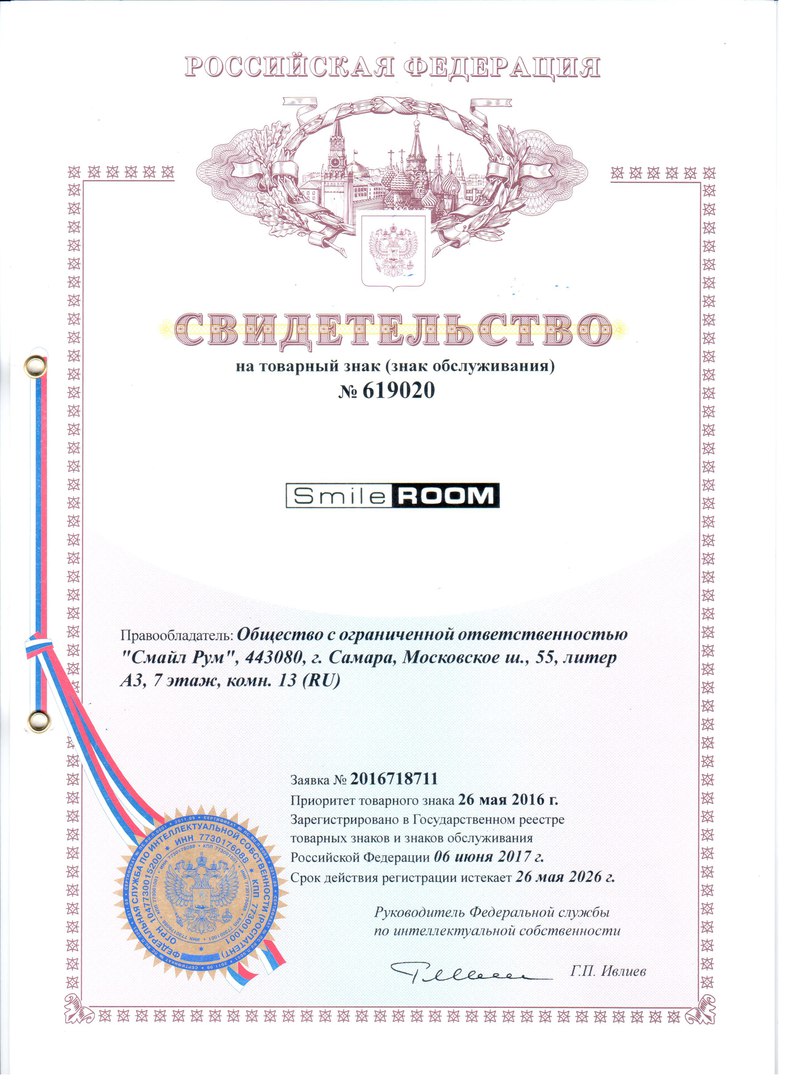 РОССИЙСКАЯ ФЕДЕРАЦИЯ
СВИДЕТЕЛЬСТВО
на товарный знак (знак обслуживания)
№ 619020
Smile ROOM
Правообладатель: Общество с ограниченной ответственностью
"Смайл Рум", 443080, г. Самара, Московское ш., 55, литер
А3, 7 этаж, комн. 13 (RU)
Заявка № 2016718711
Приоритет товарного знака 26 мая 2016 г.
Зарегистрировано в Государственном реестре
товарных знаков и знаков обслуживания
Российской Федерации 06 июня 2017 г.
Срок действия регистрации истекает 26 мая 2026 г.
Руководитель Федеральной службы
по интеллектуальной собственности
Г.П. Ивлиев
ФЕДЕРАЛЬНАЯ СЛУЖБА ПО ИНТЕЛЛЕКТУАЛЬНОЙ СОБСТВЕННОСТИ (РОСПАТЕНТ)
ОГРН 1047730015200 * ИНН 7730176088 * КПП 773001001